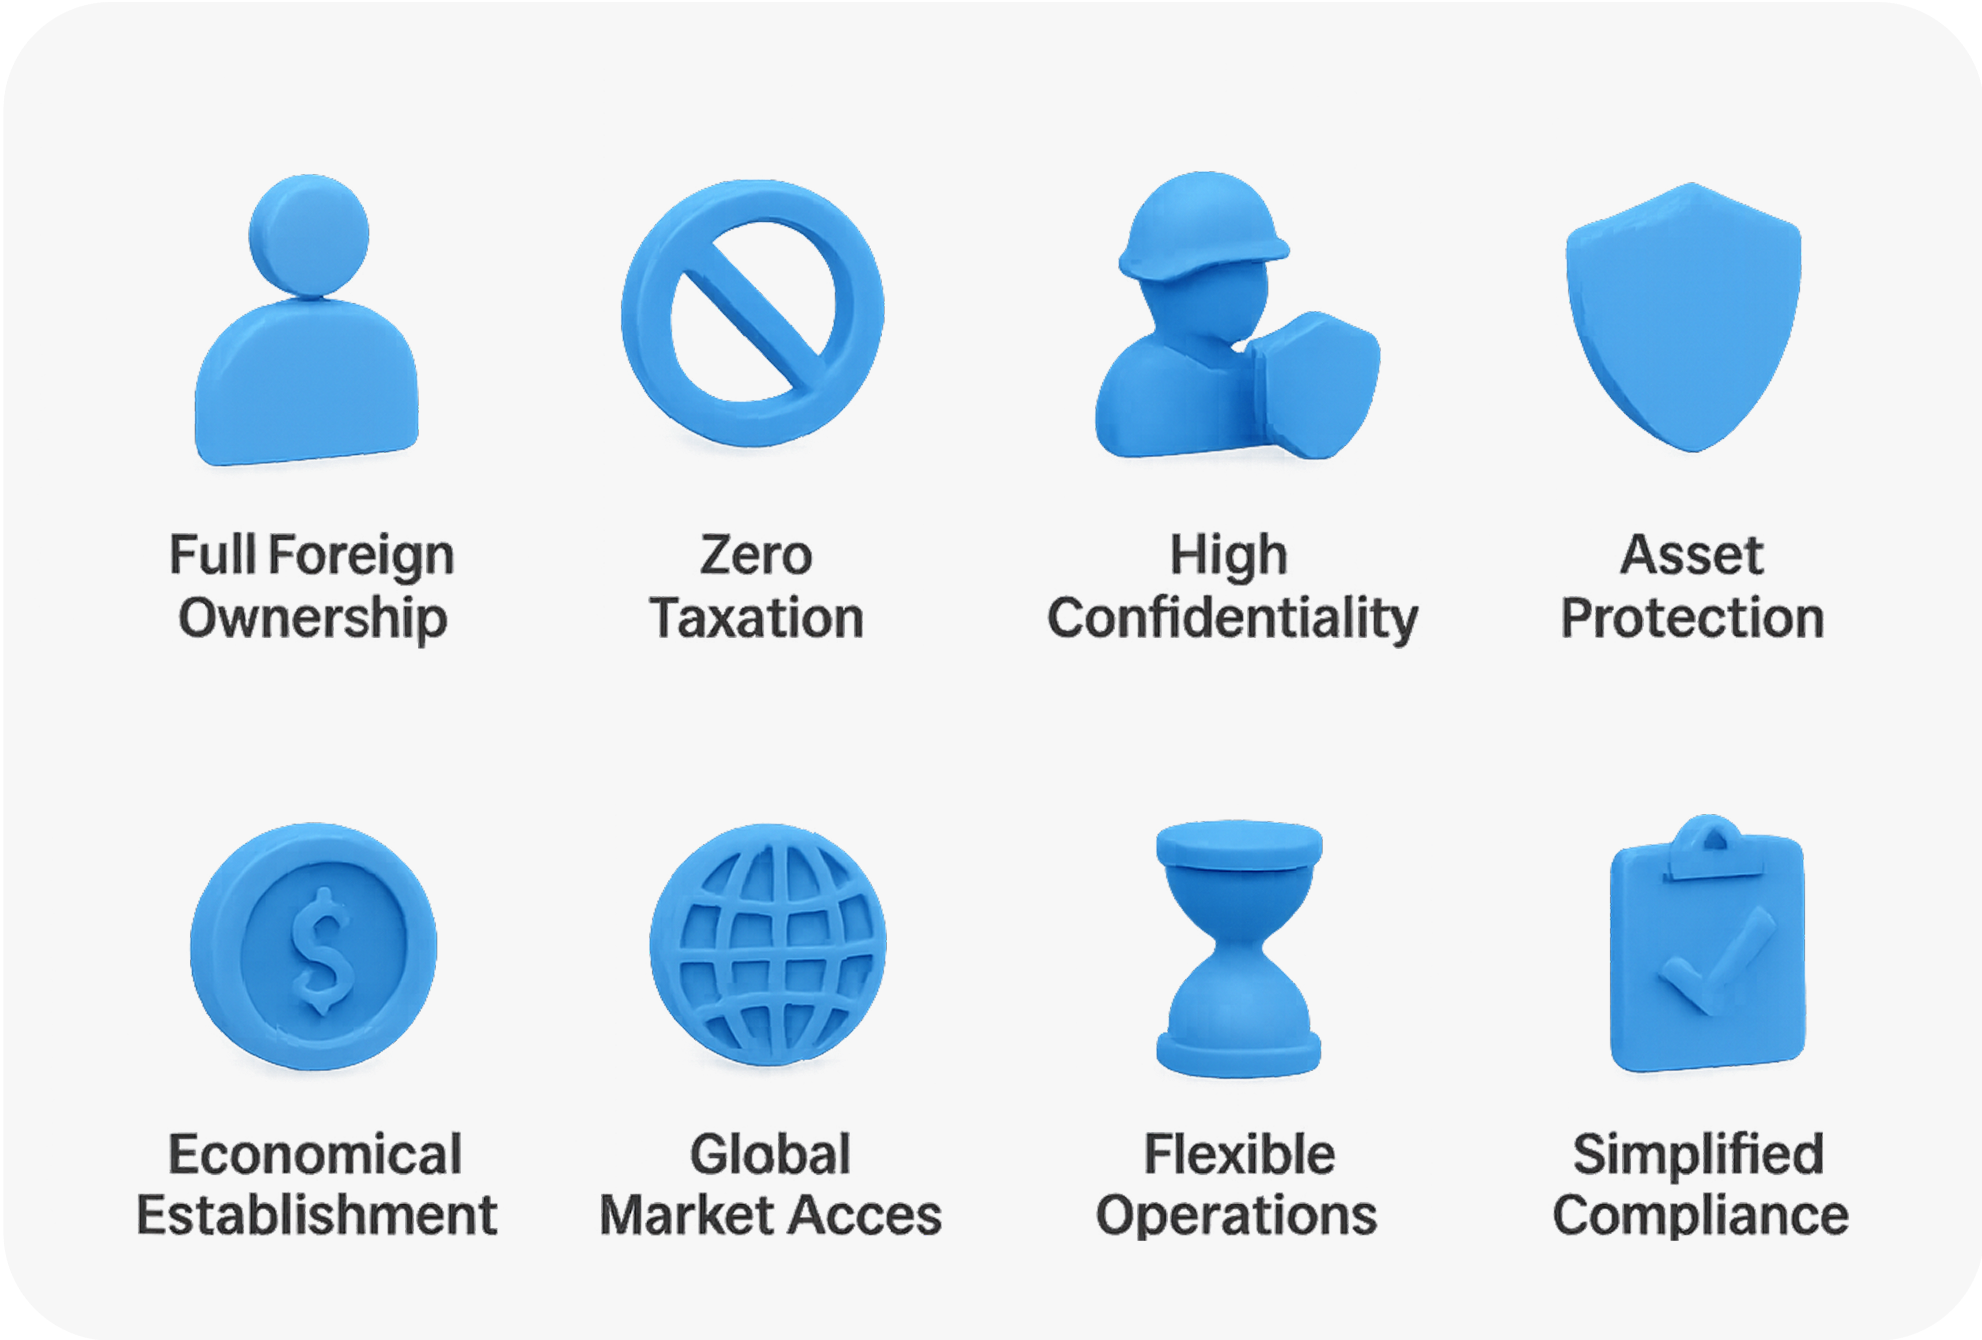 Full Foreign
Ownership
Zero
Taxation
High
Confidentiality
Asset
Protection
$
Economical
Establishment
Global
Market Acces
Flexible
Operations
Simplified
Compliance